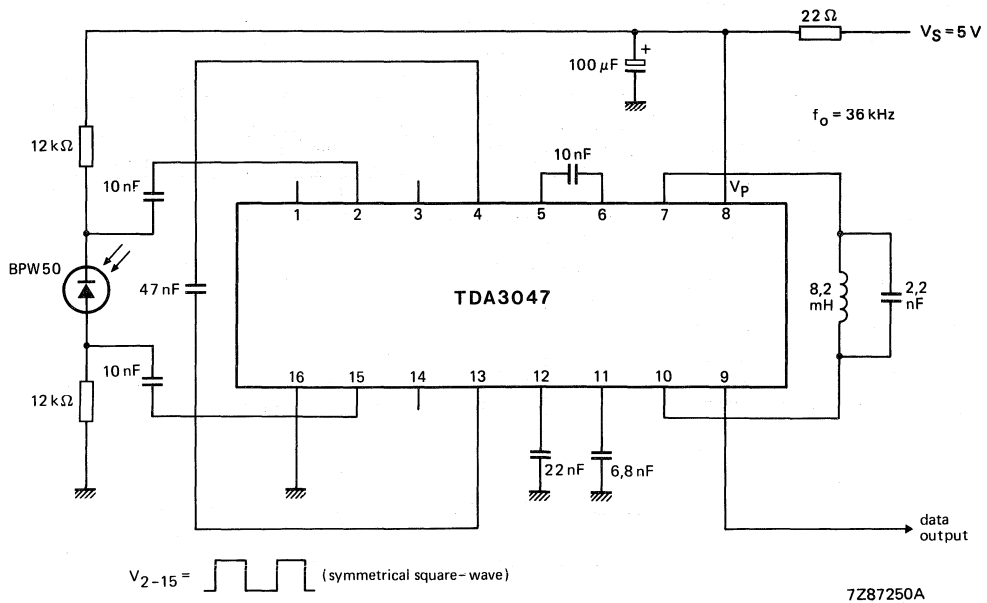 22 Ω
V_S = 5 V
+
100 μF
f_o = 36 kHz
12 kΩ
10 nF
10 nF
V_P
1 2 3 4 5 6 7 8
BPW50
47 nF
TDA3047
8,2 mH
2,2 nF
16 15 14 13 12 11 10 9
10 nF
12 kΩ
22 nF
6,8 nF
data
output
V_2–15 = (symmetrical square-wave)
7Z87250A